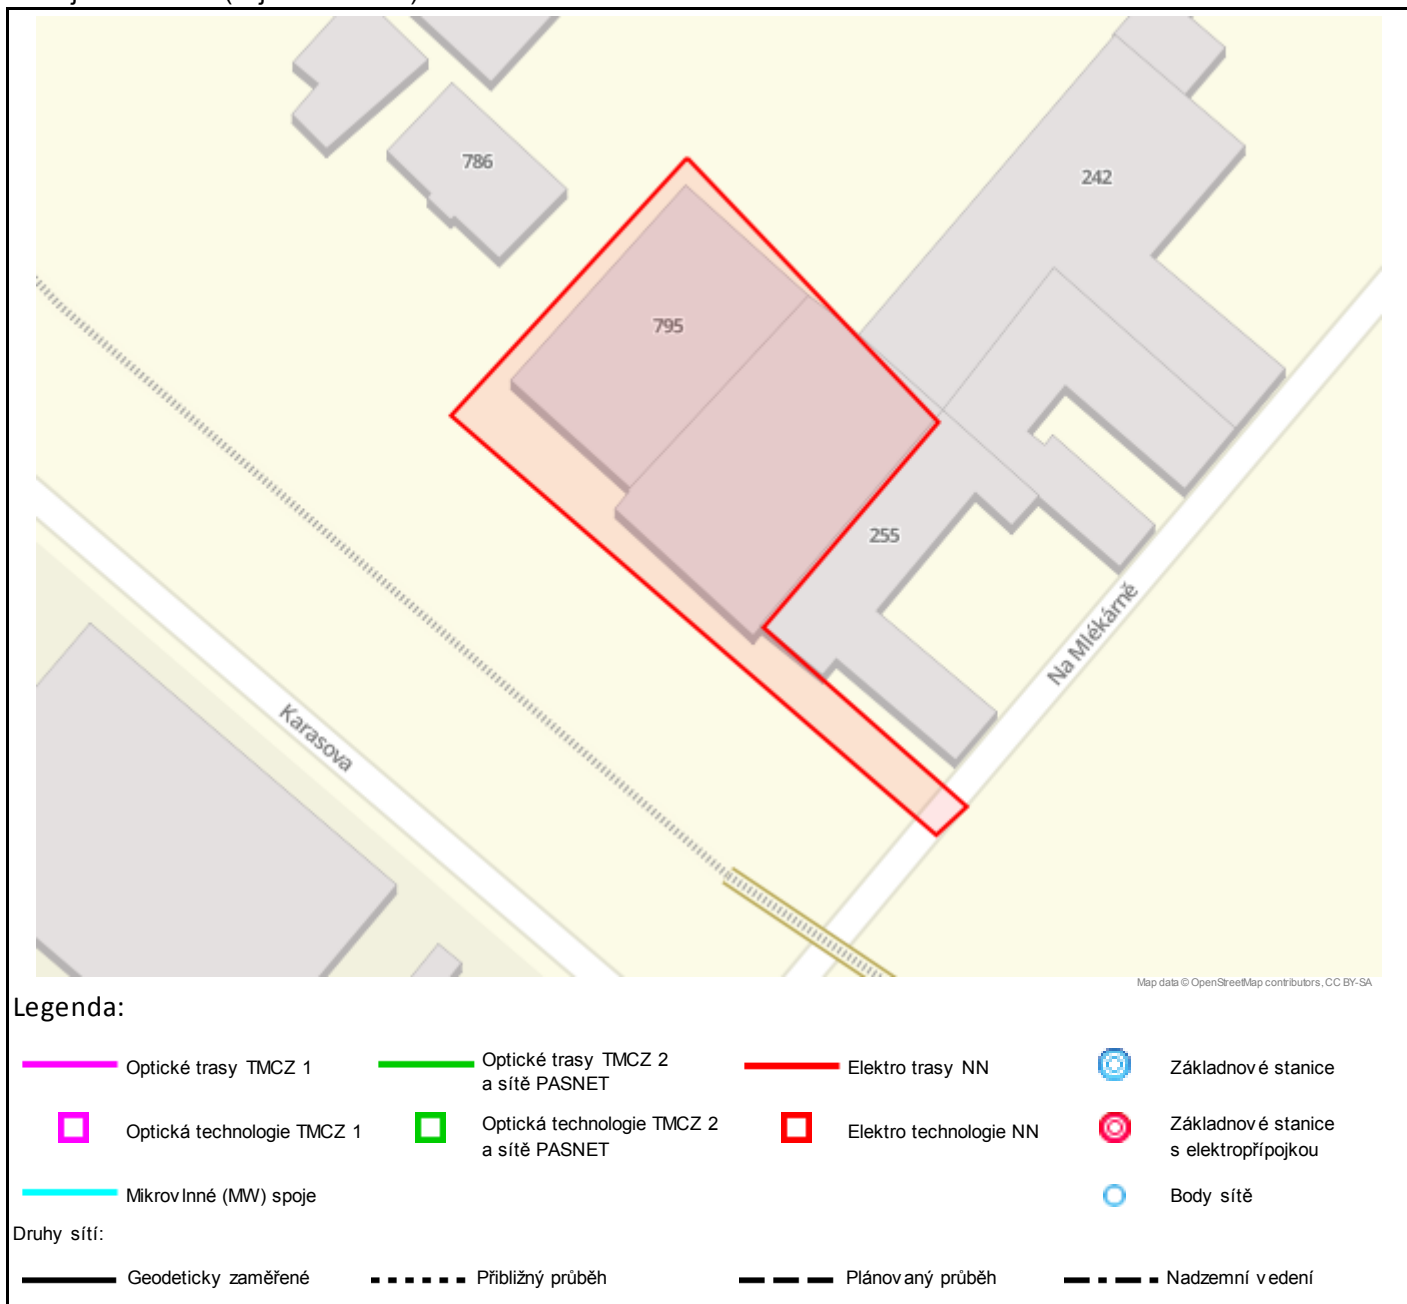 786
242
795
255
Na Mlékárně
Karasova
Map data © OpenStreetMap contributors, CC BY-SA
Legenda:
Optické trasy TMCZ 1
Optické trasy TMCZ 2
a sítě PASNET
Elektro trasy NN
Základnové stanice
Optická technologie TMCZ 1
Optická technologie TMCZ 2
a sítě PASNET
Elektro technologie NN
Základnové stanice
s elektropřípojkou
Mikrovlnné (MW) spoje
Body sítě
Druhy sítí:
Geodeticky zaměřené
Přibližný průběh
Plánovaný průběh
Nadzemní vedení